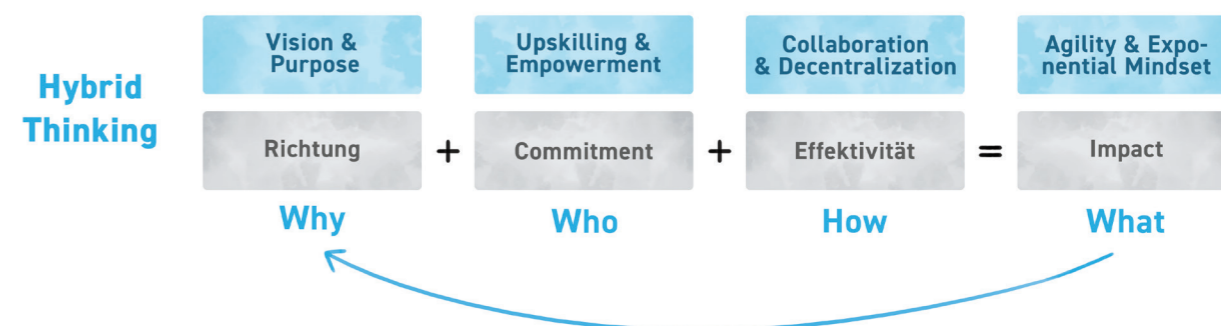 Hybrid
Thinking
Vision &
Purpose
Upskilling &
Empowerment
Collaboration
& Decentralization
Agility & Expo-
nential Mindset
Richtung
+
Commitment
+
Effektivität
=
Impact
Why
Who
How
What